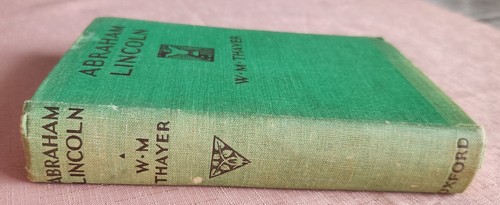 ABRAHAM
LINCOLN
W·M·THAYER
ABRAHAM
LINCOLN
W·M
THAYER
OXFORD